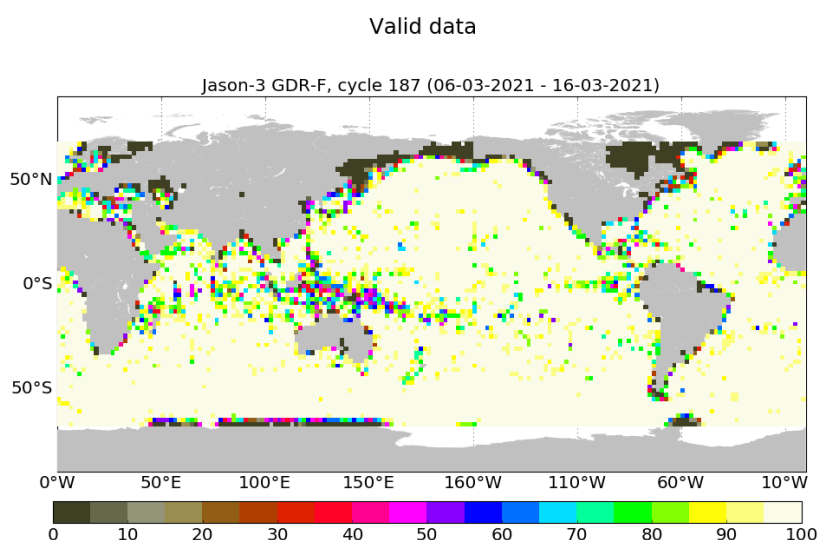 Valid data
Jason-3 GDR-F, cycle 187 (06-03-2021 - 16-03-2021)
50°N
0°S
50°S
0°W 50°E 100°E 150°E 160°W 110°W 60°W 10°W
0 10 20 30 40 50 60 70 80 90 100